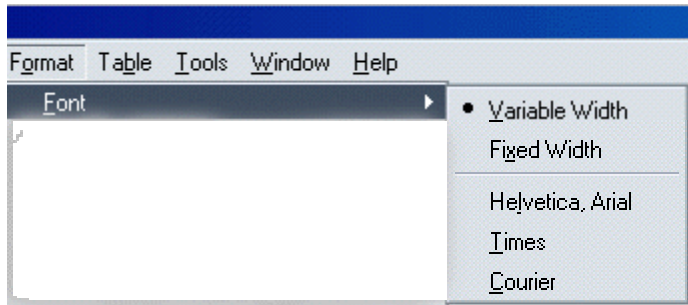 Format Table Tools Window Help
Font
Variable Width
Fixed Width
Helvetica, Arial
Times
Courier